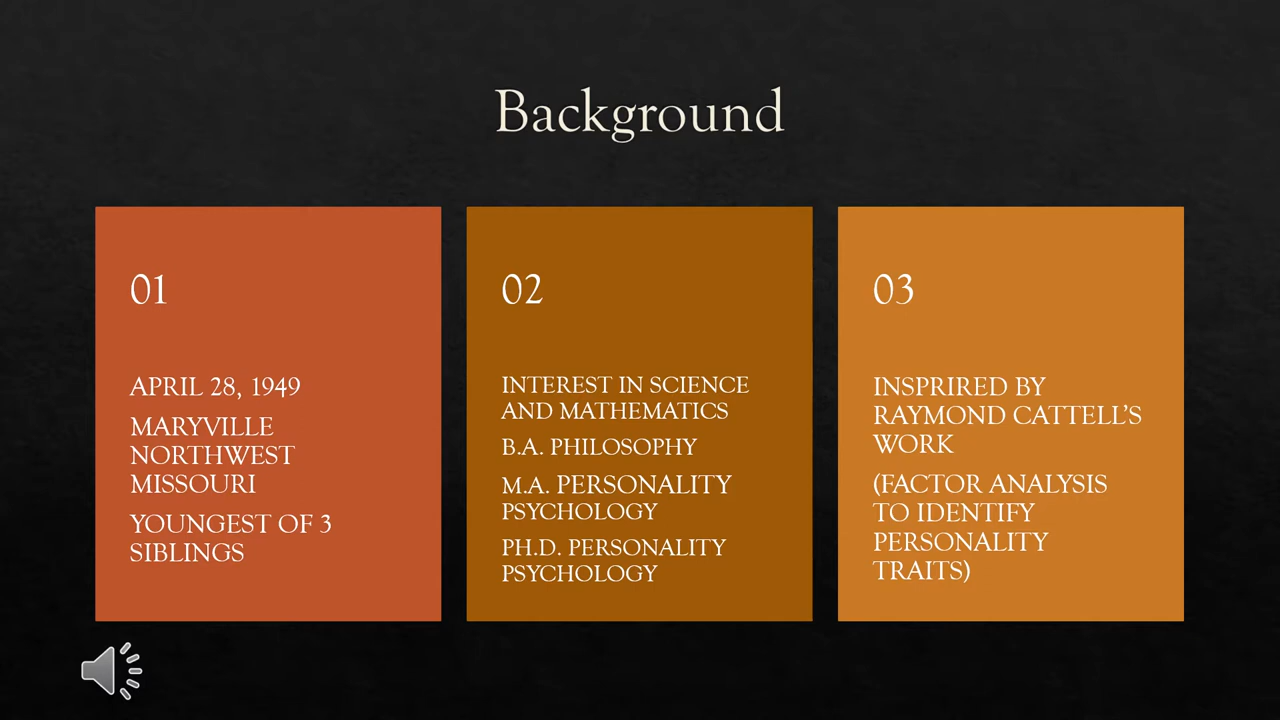 Background
01
APRIL 28, 1949
MARYVILLE
NORTHWEST
MISSOURI
YOUNGEST OF 3
SIBLINGS
02
INTEREST IN SCIENCE
AND MATHEMATICS
B.A. PHILOSOPHY
M.A. PERSONALITY
PSYCHOLOGY
PH.D. PERSONALITY
PSYCHOLOGY
03
INSPRIRED BY
RAYMOND CATTELL’S
WORK
(FACTOR ANALYSIS
TO IDENTIFY
PERSONALITY
TRAITS)